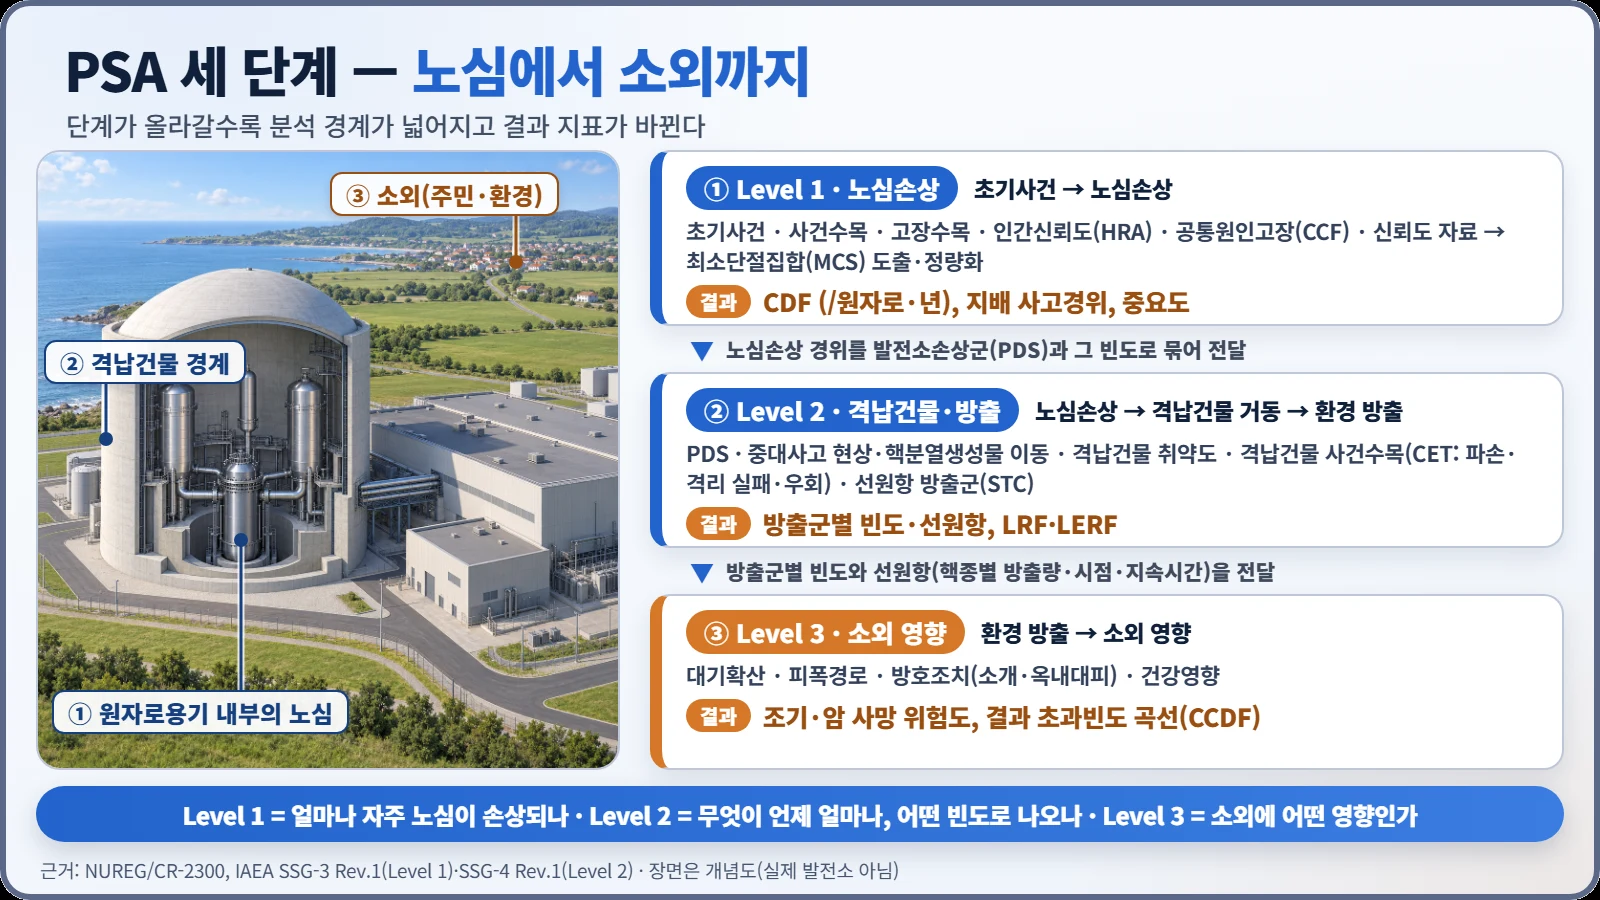 PSA 세 단계 — 노심에서 소외까지
단계가 올라갈수록 분석 경계가 넓어지고 결과 지표가 바뀐다
③ 소외(주민·환경)
② 격납건물 경계
① 원자로용기 내부의 노심
① Level 1 · 노심손상 초기사건 → 노심손상
초기사건 · 사건수목 · 고장수목 · 인간신뢰도(HRA) · 공통원인고장(CCF) · 신뢰도 자료 →
최소단절집합(MCS) 도출·정량화
결과 CDF (/원자로·년), 지배 사고경위, 중요도
▼ 노심손상 경위를 발전소손상군(PDS)과 그 빈도로 묶어 전달
② Level 2 · 격납건물·방출 노심손상 → 격납건물 거동 → 환경 방출
PDS · 중대사고 현상·핵분열생성물 이동 · 격납건물 취약도 · 격납건물 사건수목(CET: 파손·
격리 실패·우회) · 선원항 방출군(STC)
결과 방출군별 빈도·선원항, LRF·LERF
▼ 방출군별 빈도와 선원항(핵종별 방출량·시점·지속시간)을 전달
③ Level 3 · 소외 영향 환경 방출 → 소외 영향
대기확산 · 피폭경로 · 방호조치(소개·옥내대피) · 건강영향
결과 조기·암 사망 위험도, 결과 초과빈도 곡선(CCDF)
Level 1 = 얼마나 자주 노심이 손상되나 · Level 2 = 무엇이 언제 얼마나, 어떤 빈도로 나오나 · Level 3 = 소외에 어떤 영향인가
근거: NUREG/CR-2300, IAEA SSG-3 Rev.1(Level 1)·SSG-4 Rev.1(Level 2) · 장면은 개념도(실제 발전소 아님)